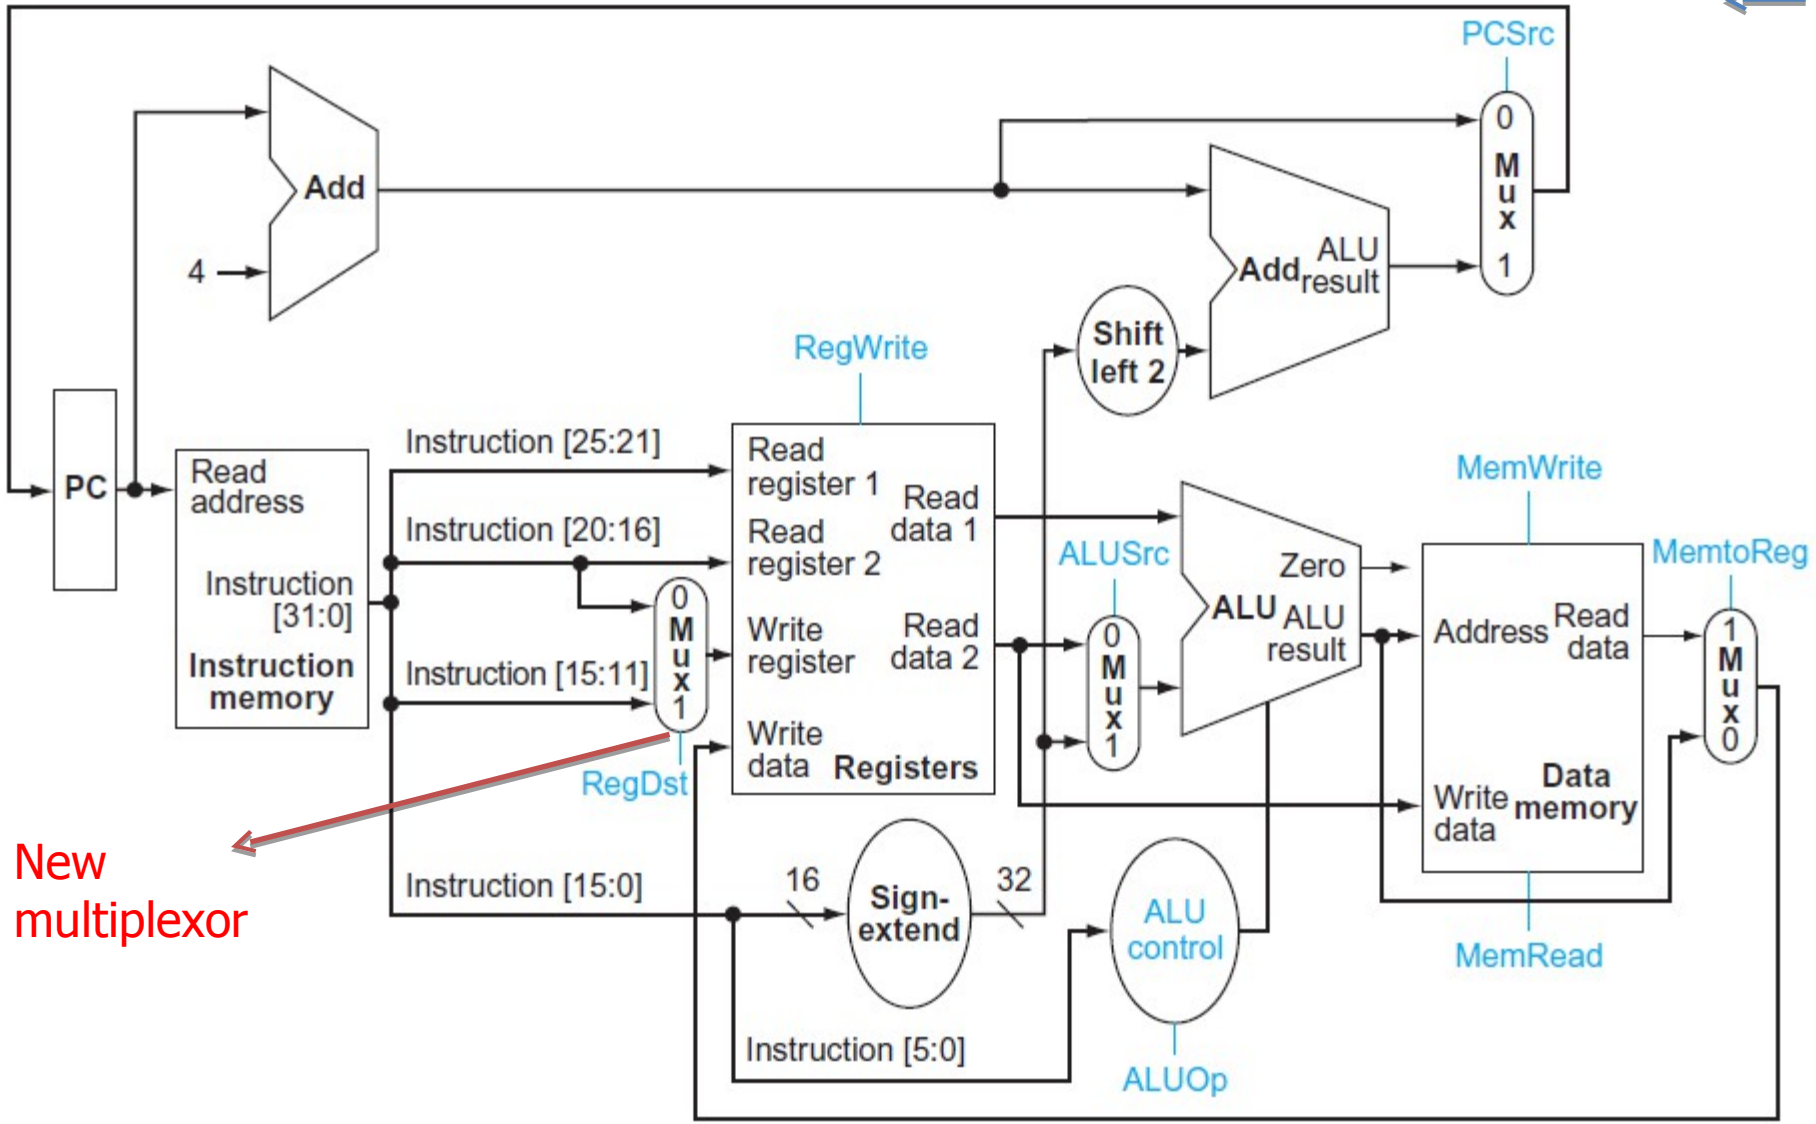 PCSrc
0
M
u
x
1
Add
4
Add
ALU
result
Shift
left 2
RegWrite
PC
Read
address
Instruction
[31:0]
Instruction
memory
Instruction [25:21]
Instruction [20:16]
Instruction [15:11]
0
M
u
x
1
RegDst
Read
register 1
Read
register 2
Write
register
Write
data
Read
data 1
Read
data 2
Registers
ALUSrc
0
M
u
x
1
Zero
ALU
ALU
result
MemWrite
Address
Read
data
Write
data
Data
memory
MemRead
MemtoReg
1
M
u
x
0
New
multiplexor
Instruction [15:0]
16
Sign-
extend
32
ALU
control
Instruction [5:0]
ALUOp